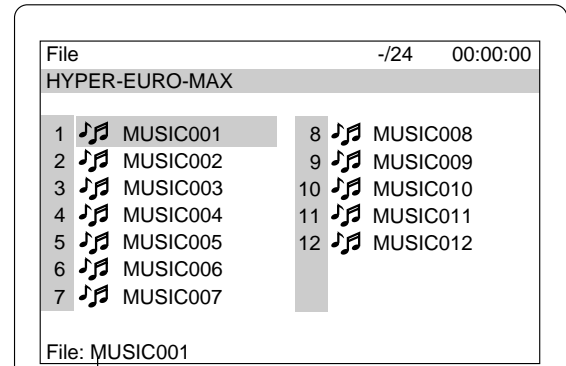 File -/24 00:00:00
HYPER-EURO-MAX
1 MUSIC001
2 MUSIC002
3 MUSIC003
4 MUSIC004
5 MUSIC005
6 MUSIC006
7 MUSIC007
8 MUSIC008
9 MUSIC009
10 MUSIC010
11 MUSIC011
12 MUSIC012
File: MUSIC001